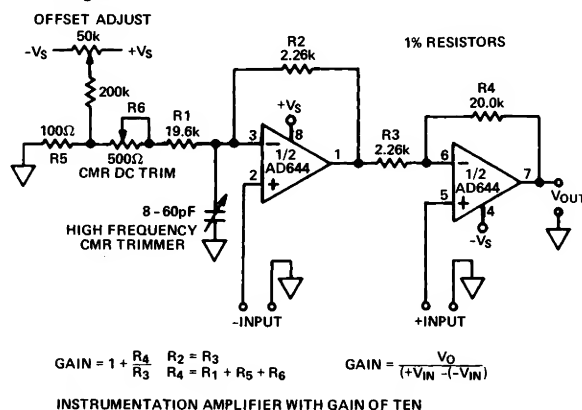 OFFSET ADJUST
50k
-VS +VS
200k
R6
100Ω
R5
500Ω
CMR DC TRIM
R1
19.6k
8-60pF
HIGH FREQUENCY
CMR TRIMMER
R2
2.26k
1% RESISTORS
+VS
8
3
-
1/2
AD644
2
+
1
R3
2.26k
R4
20.0k
6
-
1/2
AD644
5
+
7
4
-VS
VOUT
-INPUT
+INPUT
GAIN = 1 + R4/R3 R2 = R3
R4 = R1 + R5 + R6
GAIN = VO/(+VIN -(-VIN)
INSTRUMENTATION AMPLIFIER WITH GAIN OF TEN